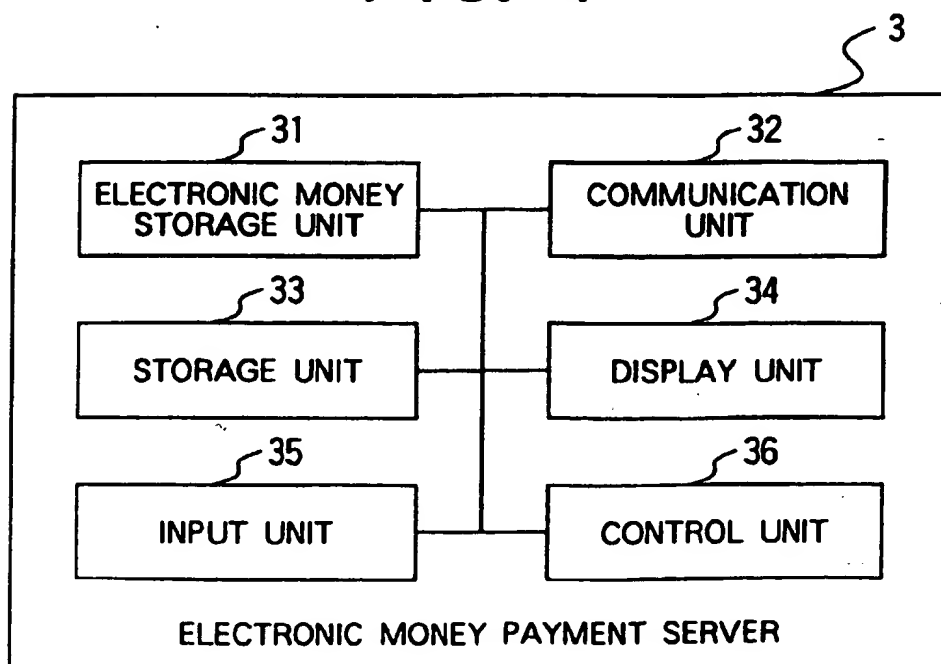 3
31
32
ELECTRONIC MONEY
STORAGE UNIT
COMMUNICATION
UNIT
33
34
STORAGE UNIT
DISPLAY UNIT
35
36
INPUT UNIT
CONTROL UNIT
ELECTRONIC MONEY PAYMENT SERVER